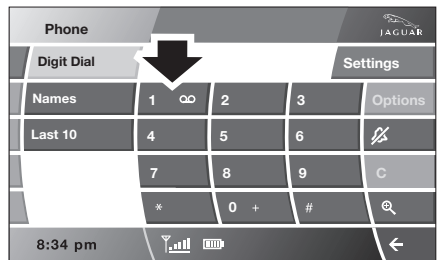 Phone
JAGUAR
Digit Dial
Settings
Names 1 2 3 Options
Last 10 4 5 6
7 8 9 C
* 0 + #
8:34 pm